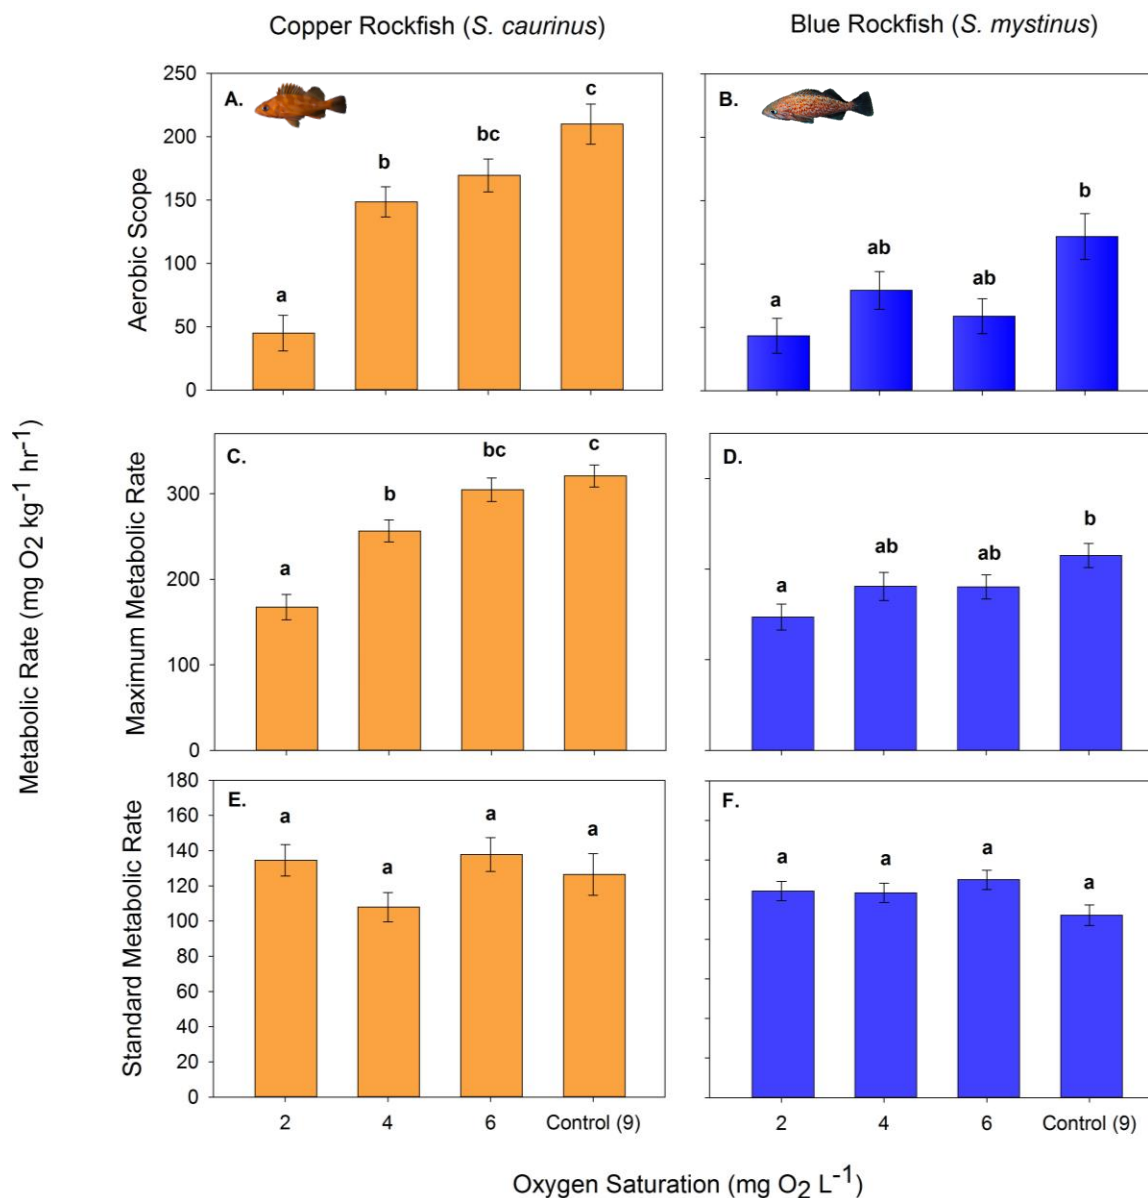 Copper Rockfish (S. caurinus)
Blue Rockfish (S. mystinus)
Metabolic Rate (mg O2 kg-1 hr-1)
Aerobic Scope
250
200
150
100
50
0
A.
a
b
bc
c
B.
a
ab
ab
b
Maximum Metabolic Rate
300
200
100
0
C.
a
b
bc
c
D.
a
ab
ab
b
Standard Metabolic Rate
180
160
140
120
100
80
60
40
20
0
E.
a
a
a
a
F.
a
a
a
a
2 4 6 Control (9)
2 4 6 Control (9)
Oxygen Saturation (mg O2 L-1)